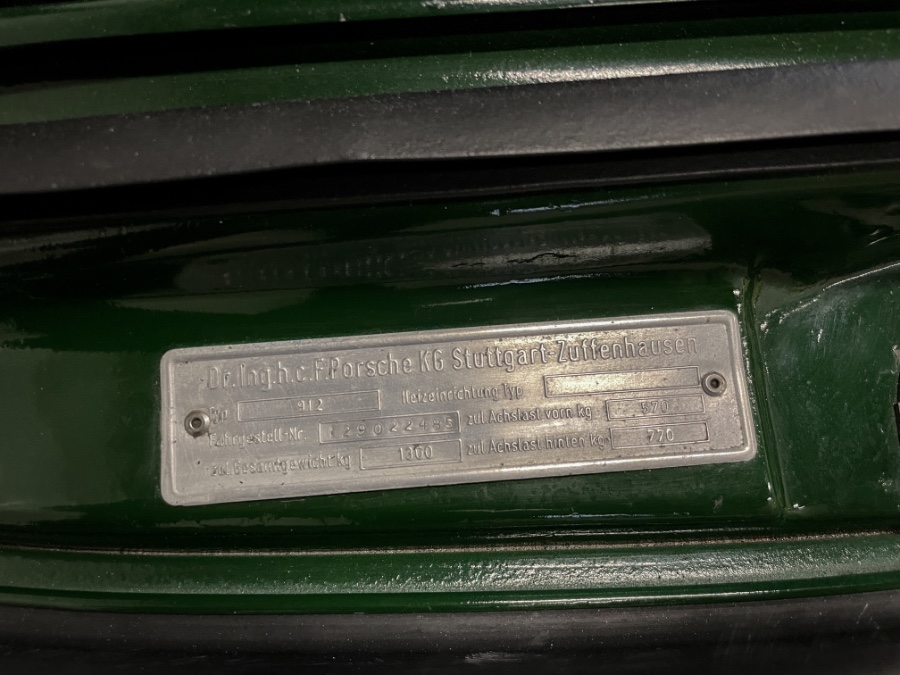 Dr.Ing.h.c.F.Porsche KG Stuttgart-Zuffenhausen
Typ 912 Heizeinrichtung Typ
Fahrgestell-Nr. zul Achslast vorn kg 570
zul Gesamtgewicht kg 1300 zul Achslast hinten kg 770